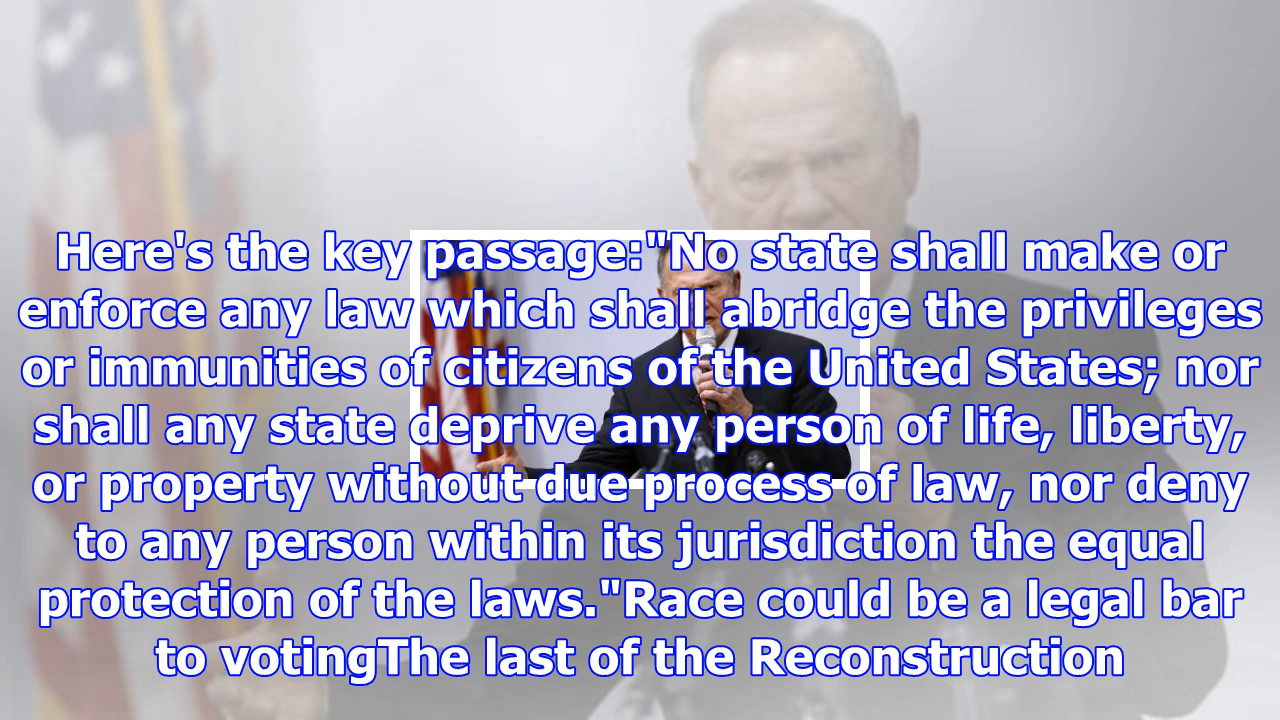 Here's the key passage:"No state shall make or
enforce any law which shall abridge the privileges
or immunities of citizens of the United States; nor
shall any state deprive any person of life, liberty,
or property without due process of law, nor deny
to any person within its jurisdiction the equal
protection of the laws."Race could be a legal bar
to votingThe last of the Reconstruction